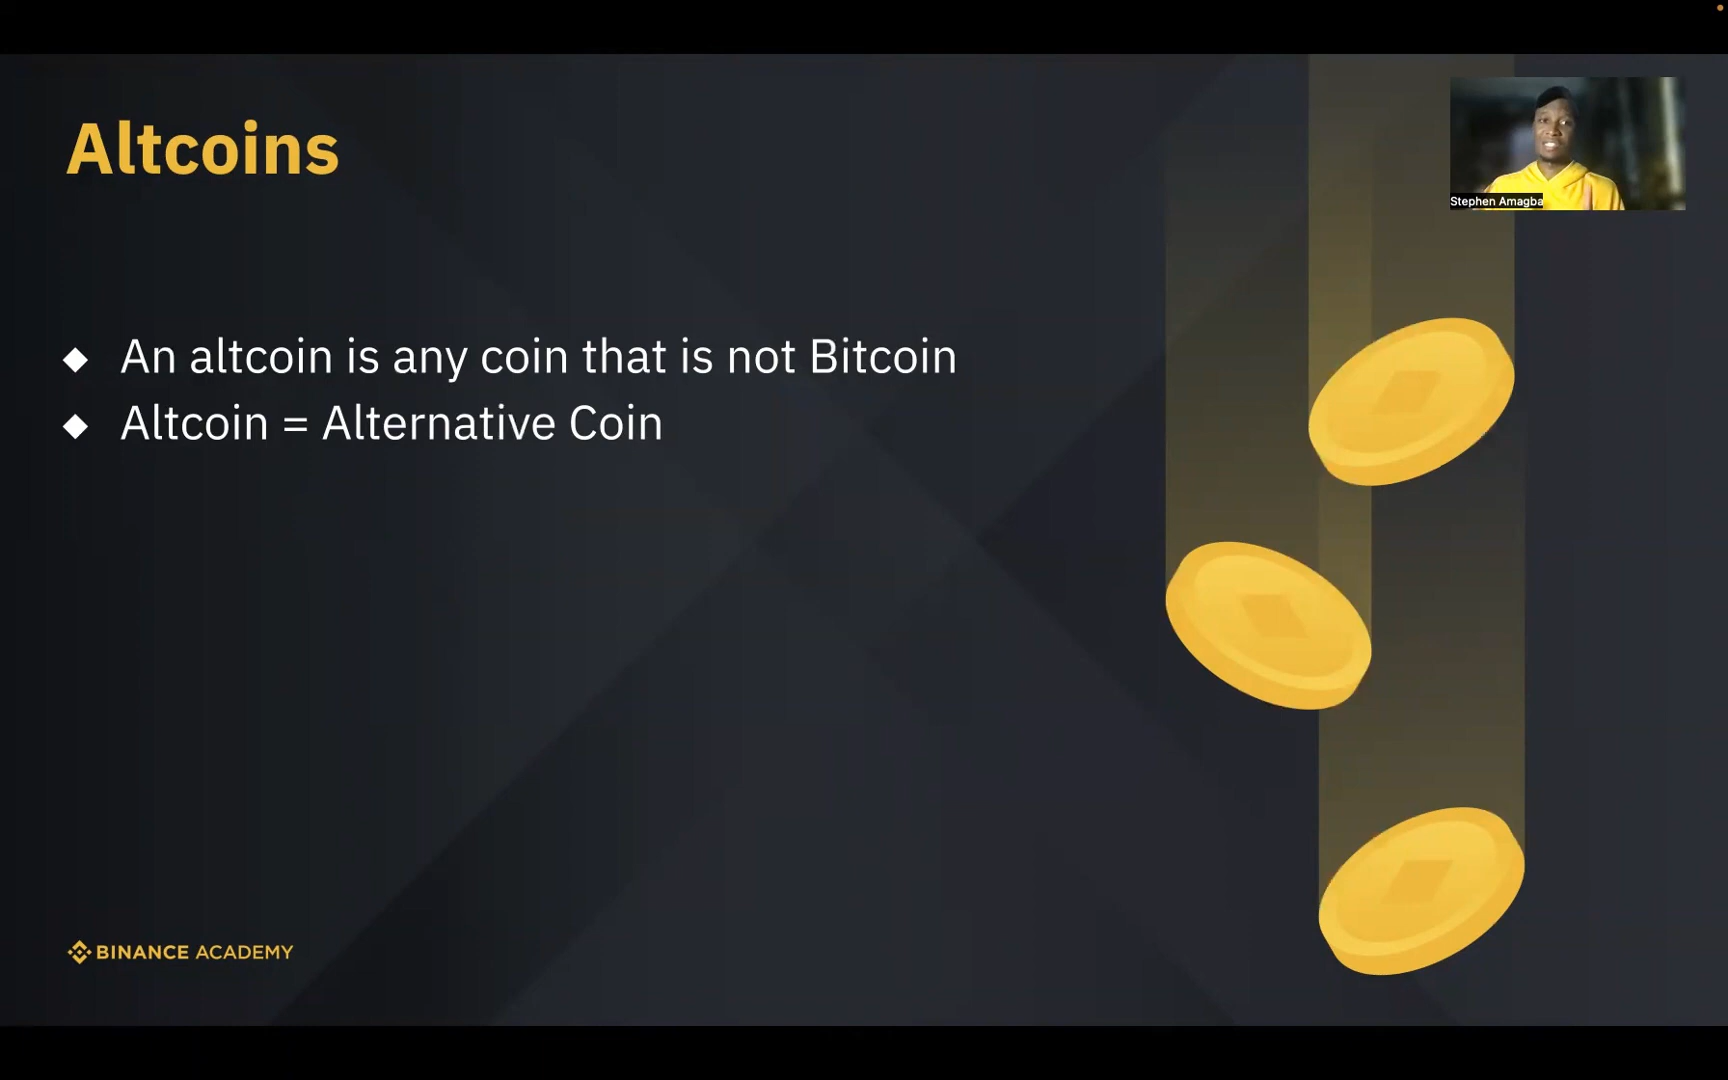 Altcoins
Stephen Amagba
An altcoin is any coin that is not Bitcoin
Altcoin = Alternative Coin
BINANCE ACADEMY